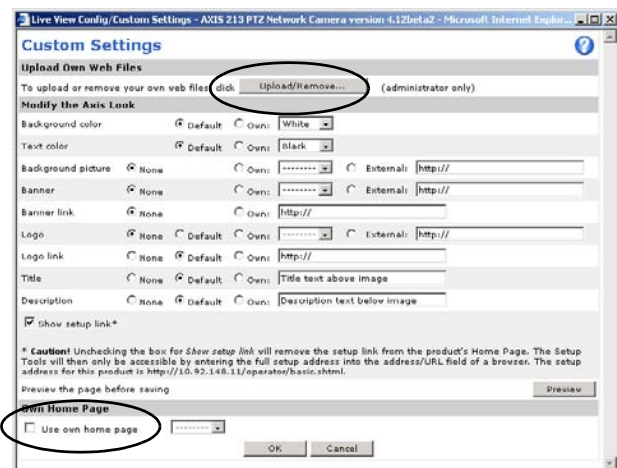 Live View Config/Custom Settings - AXIS 213 PTZ Network Camera version 4.12beta2 - Microsoft Internet Explor...
Custom Settings
Upload Own Web Files
To upload or remove your own web files, click Upload/Remove... (administrator only)
Modify the Axis Look
Background color Default Own: White
Text color Default Own: Black
Background picture None Own: -------- External: http://
Banner None Own: -------- External: http://
Banner link None Own: http://
Logo None Default Own: -------- External: http://
Logo link None Default Own: http://
Title None Default Own: Title text above image
Description None Default Own: Description text below image
Show setup link*
* Caution! Unchecking the box for Show setup link will remove the setup link from the product's Home Page. The Setup
Tools will then only be accessible by entering the full setup address into the address/URL field of a browser. The setup
address for this product is http://10.92.148.11/operator/basic.shtml.
Preview the page before saving Preview
Own Home Page
Use own home page --------
OK Cancel